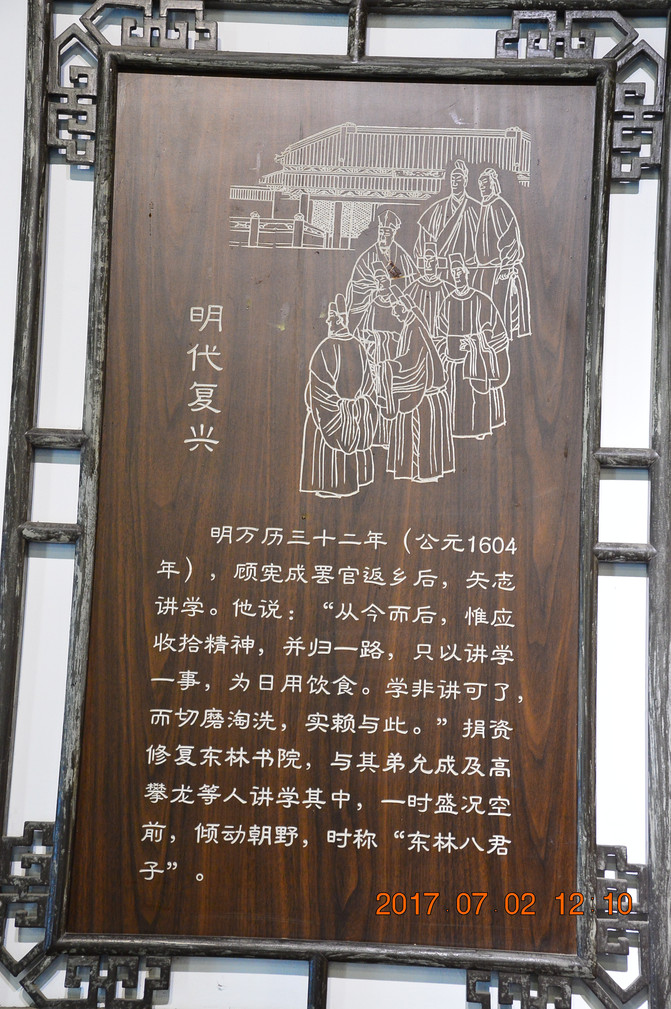 明代复兴
明万历三十二年（公元1604
年），顾宪成罢官返乡后，矢志
讲学。他说：“从今而后，惟应
收拾精神，并归一路，只以讲学
一事，为日用饮食。学非讲可了，
而切磨淘洗，实赖与此。”捐资
修复东林书院，与其弟允成及高
攀龙等人讲学其中，一时盛况空
前，倾动朝野，时称“东林八君
子”。
2017.07.02 12:10